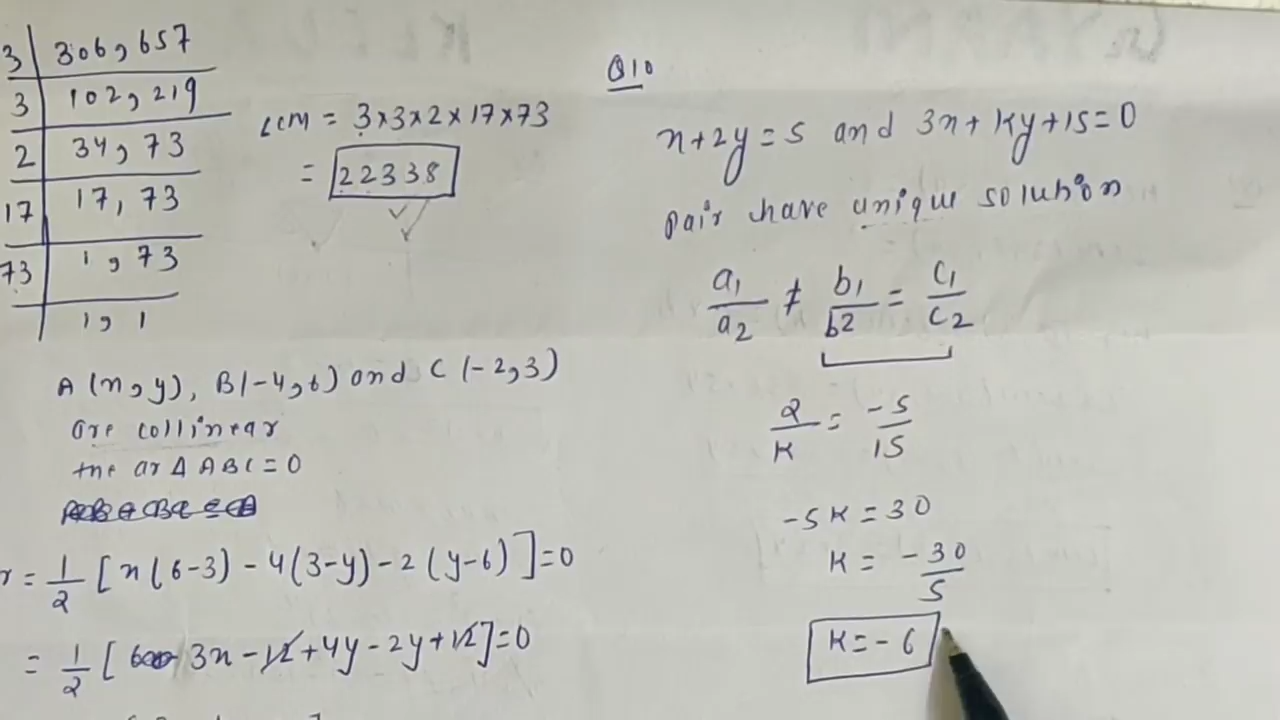 3 | 306, 657
3 | 102, 219
2 | 34, 73
17 | 17, 73
73 | 1, 73
1, 1
LCM = 3×3×2×17×73
= 22338
A (x, y), B(-4, 6) and C (-2, 3)
are collinear
the ar Δ ABC = 0
= 1/2 [x(6-3) - 4(3-y) - 2(y-6)] = 0
= 1/2 [3x - 12 + 4y - 2y + 12] = 0
Q10
x+2y=5 and 3x+ky+15=0
pair have unique solution
a1/a2 ≠ b1/b2 = c1/c2
2/K = -5/15
-5K = 30
K = -30/5
K = -6